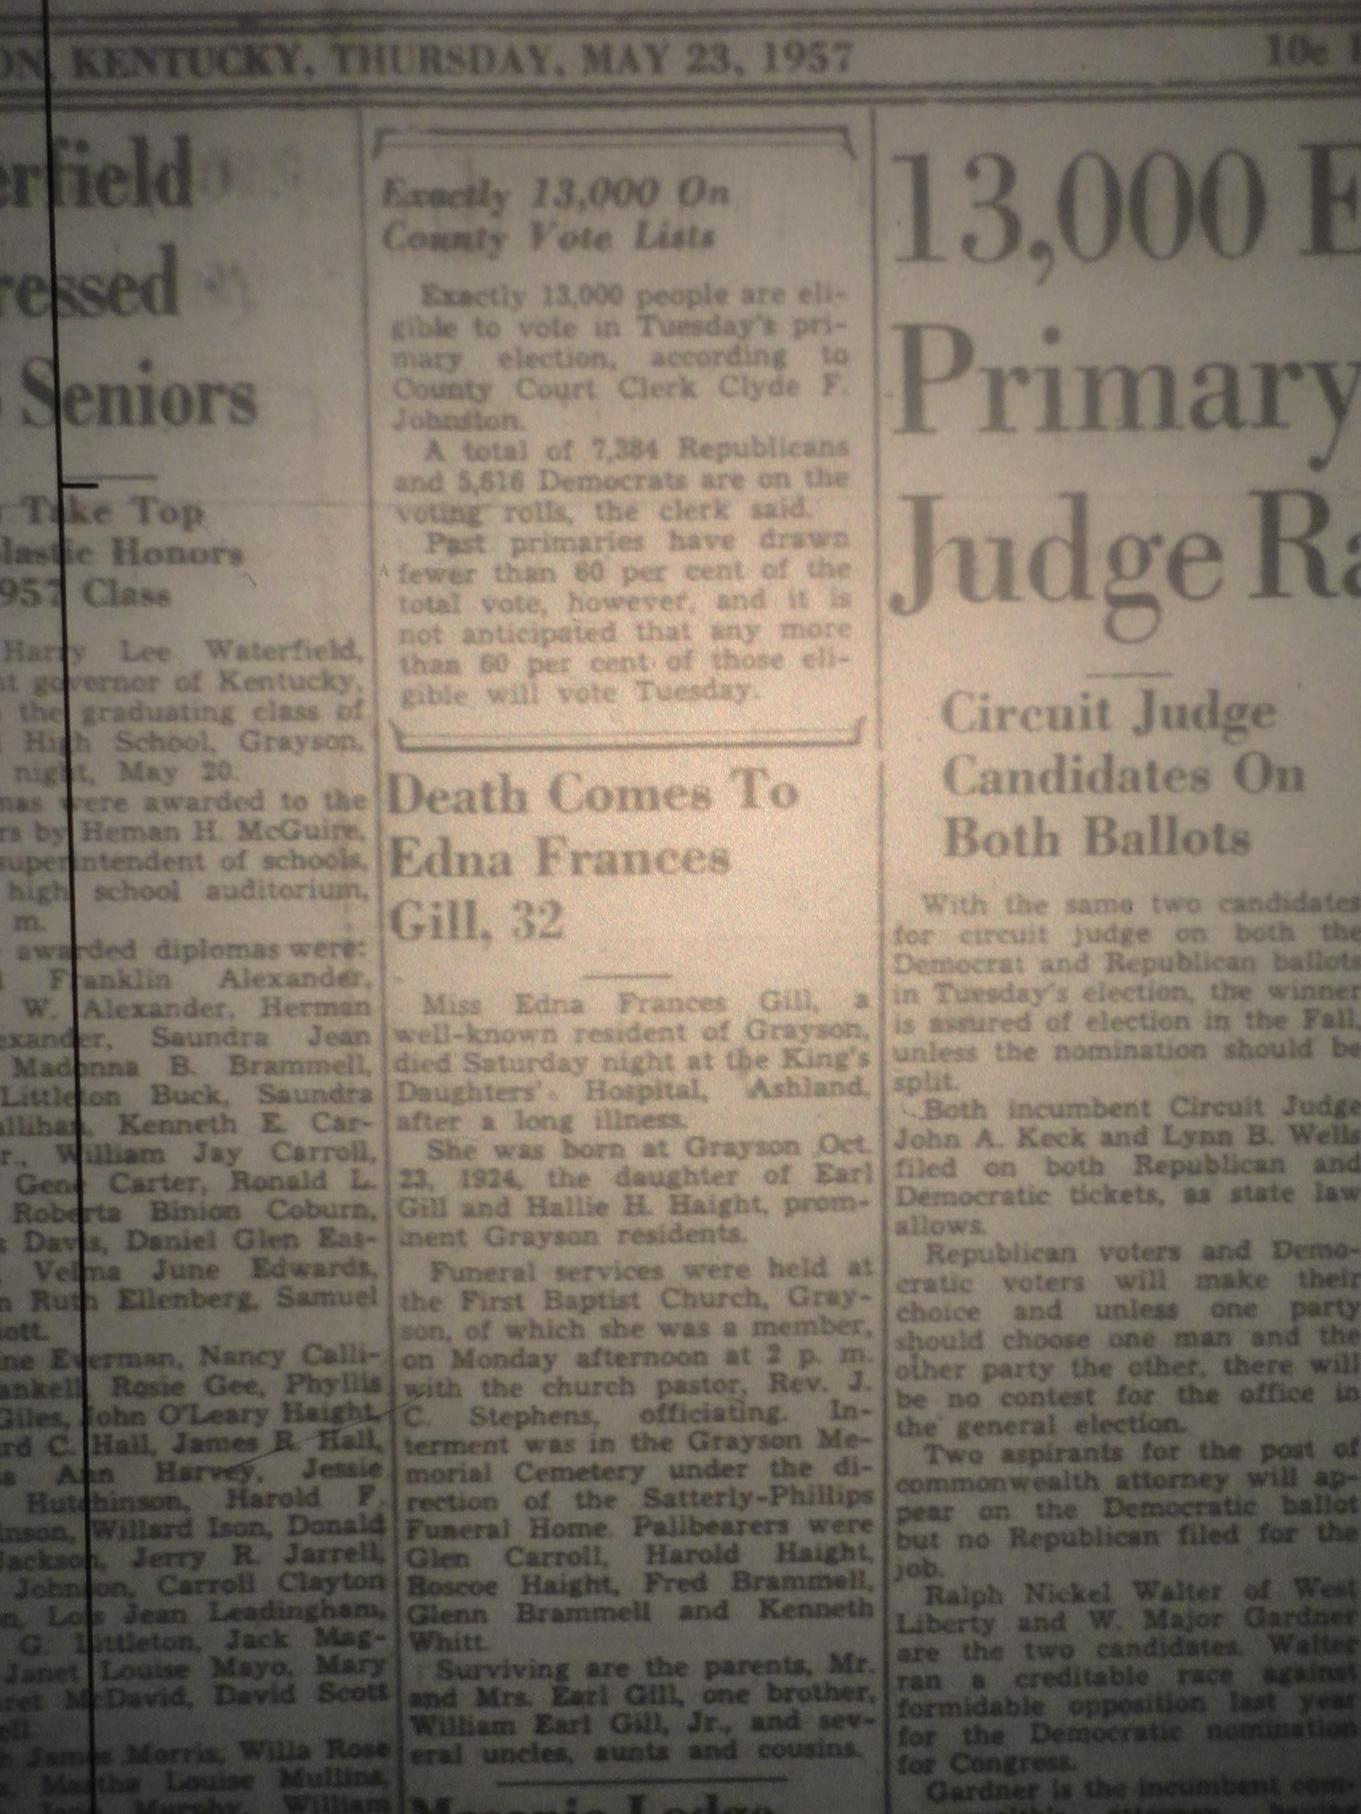 ON, KENTUCKY, THURSDAY, MAY 23, 1957
10c
erfield
ressed
Seniors
Take Top
lastic Honors
957 Class
Harry Lee Waterfield,
nt governor of Kentucky,
the graduating class of
High School, Grayson,
night, May 20.
mas were awarded to the
rs by Heman H. McGuire,
superintendent of schools,
high school auditorium,
m.
awarded diplomas were:
Franklin Alexander,
W. Alexander, Herman
exander, Saundra Jean
Madonna B. Brammell,
Littleton Buck, Saundra
allihan, Kenneth E. Car-
r., William Jay Carroll,
Gene Carter, Ronald L.
Roberta Binion Coburn,
s Davis, Daniel Glen Eas-
Velma June Edwards,
n Ruth Ellenberg, Samuel
iott.
ine Everman, Nancy Calli-
ankell, Rosie Gee, Phyllis
Giles, John O'Leary Haight,
rd C. Hall, James R. Hall,
a Ann Harvey, Jessie
Hutchinson, Harold F.
inson, Willard Ison, Donald
Jackson, Jerry R. Jarrell,
Johnson, Carroll Clayton
n, Lois Jean Leadingham,
G. Littleton, Jack Mag-
Janet Louise Mayo, Mary
ret McDavid, David Scott
ell.
James Morris, Willa Rose
Martha Louise Mullins,
Murphy, William
Exactly 13,000 On
County Vote Lists
Exactly 13,000 people are eli-
gible to vote in Tuesday's pri-
mary election, according to
County Court Clerk Clyde F.
Johnston.
A total of 7,384 Republicans
and 5,616 Democrats are on the
voting rolls, the clerk said.
Past primaries have drawn
fewer than 60 per cent of the
total vote, however, and it is
not anticipated that any more
than 60 per cent of those eli-
gible will vote Tuesday.
Death Comes To
Edna Frances
Gill, 32
Miss Edna Frances Gill, a
well-known resident of Grayson,
died Saturday night at the King's
Daughters' Hospital, Ashland,
after a long illness.
She was born at Grayson Oct.
23, 1924, the daughter of Earl
Gill and Hallie H. Haight, prom-
inent Grayson residents.
Funeral services were held at
the First Baptist Church, Gray-
son, of which she was a member,
on Monday afternoon at 2 p. m.
with the church pastor, Rev. J.
C. Stephens, officiating. In-
terment was in the Grayson Me-
morial Cemetery under the di-
rection of the Satterly-Phillips
Funeral Home. Pallbearers were
Glen Carroll, Harold Haight,
Roscoe Haight, Fred Brammell,
Glenn Brammell and Kenneth
Whitt.
Surviving are the parents, Mr.
and Mrs. Earl Gill, one brother,
William Earl Gill, Jr., and sev-
eral uncles, aunts and cousins.
Masonic Lodge
13,000 E
Primary
Judge Ra
Circuit Judge
Candidates On
Both Ballots
With the same two candidates
for circuit judge on both the
Democrat and Republican ballots
in Tuesday's election, the winner
is assured of election in the Fall,
unless the nomination should be
split.
Both incumbent Circuit Judge
John A. Keck and Lynn B. Wells
filed on both Republican and
Democratic tickets, as state law
allows.
Republican voters and Demo-
cratic voters will make their
choice and unless one party
should choose one man and the
other party the other, there will
be no contest for the office in
the general election.
Two aspirants for the post of
commonwealth attorney will ap-
pear on the Democratic ballot
but no Republican filed for the
job.
Ralph Nickel Walter of West
Liberty and W. Major Gardner
are the two candidates. Walter
ran a creditable race against
formidable opposition last year
for the Democratic nomination
for Congress.
Gardner is the incumbent com-